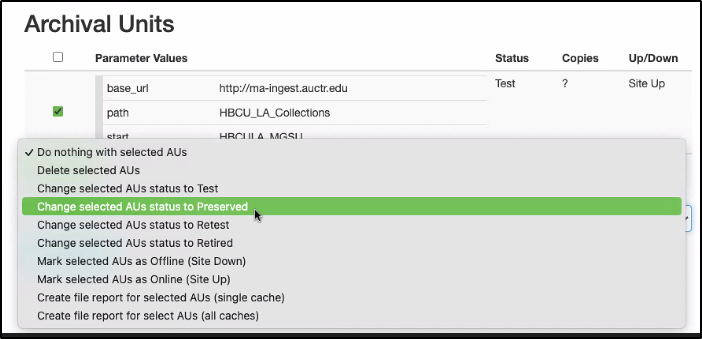 Archival Units
Parameter Values Status Copies Up/Down
base_url http://ma-ingest.auctr.edu Test ? Site Up
path HBCU_LA_Collections
start HBCULA_MGSU
✓ Do nothing with selected AUs
Delete selected AUs
Change selected AUs status to Test
Change selected AUs status to Preserved
Change selected AUs status to Retest
Change selected AUs status to Retired
Mark selected AUs as Offline (Site Down)
Mark selected AUs as Online (Site Up)
Create file report for selected AUs (single cache)
Create file report for select AUs (all caches)